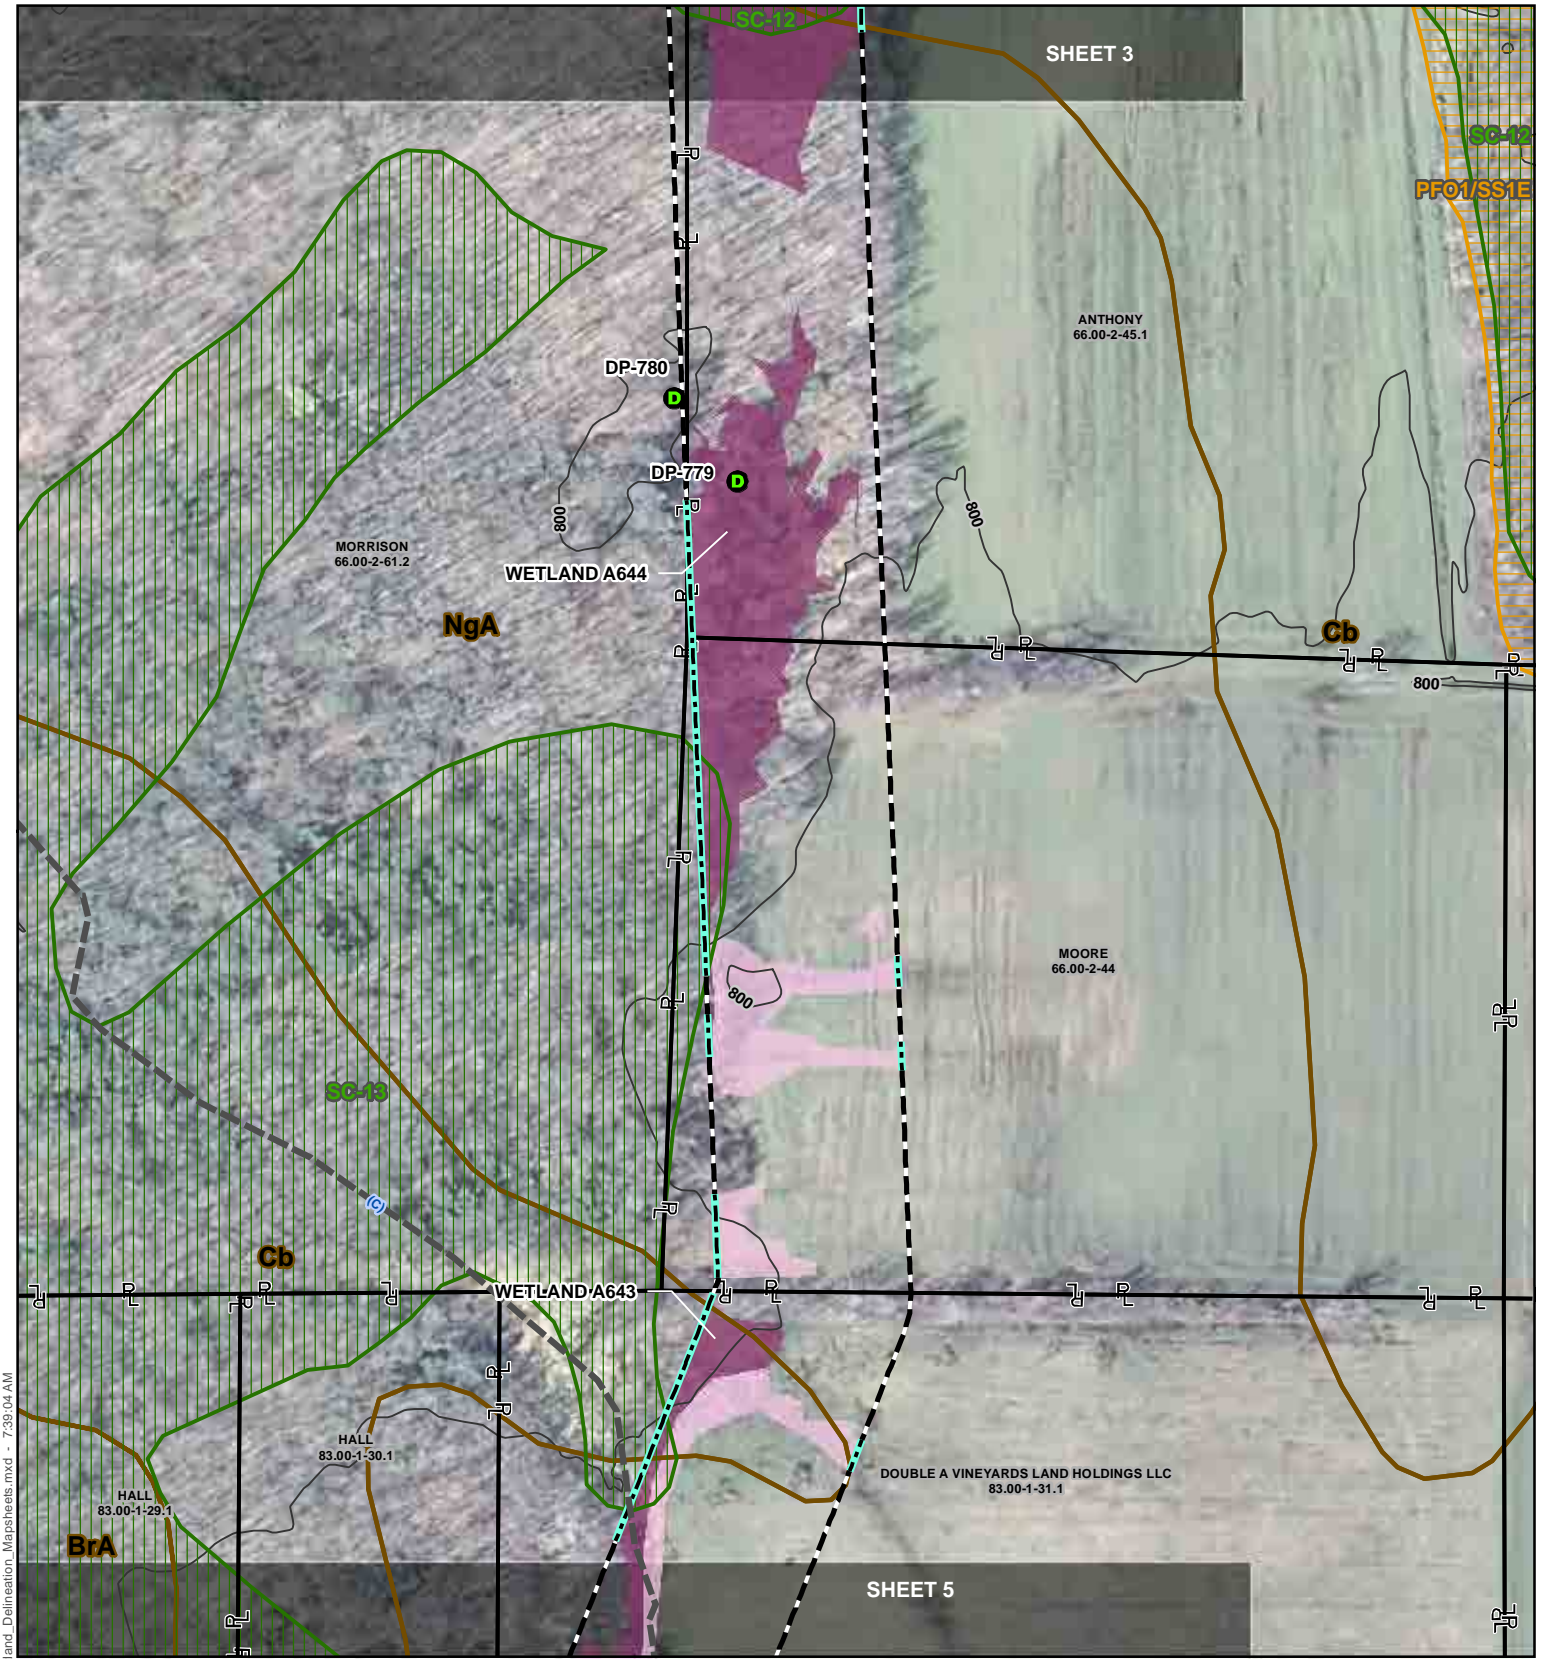 SC-12
SHEET 3
SC-12
PFO1/SS1E
ANTHONY
66.00-2-45.1
DP-780
D
DP-779
D
800
800
MORRISON
66.00-2-61.2
WETLAND A644
NgA
Cb
800
MOORE
66.00-2-44
800
SC-13
(C)
Cb
WETLAND A643
HALL
83.00-1-30.1
DOUBLE A VINEYARDS LAND HOLDINGS LLC
83.00-1-31.1
HALL
83.00-1-29.1
BrA
SHEET 5
land_Delineation_Mapsheets.mxd - 7:39:04 AM